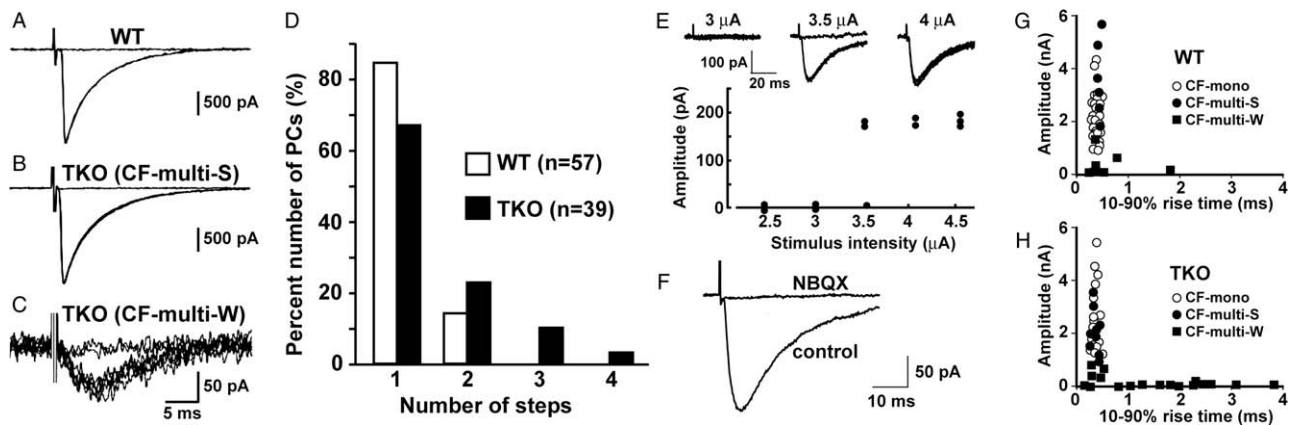 A
WT
500 pA
B
TKO (CF-multi-S)
500 pA
C
TKO (CF-multi-W)
50 pA
5 ms
D
Percent number of PCs (%)
80
60
40
20
0
WT (n=57)
TKO (n=39)
1 2 3 4
Number of steps
E
3 μA 3.5 μA 4 μA
100 pA
20 ms
Amplitude (pA)
200
100
0
2.5 3 3.5 4 4.5
Stimulus intensity (μA)
F
NBQX
control
50 pA
10 ms
G
Amplitude (nA)
6
4
2
0
WT
CF-mono
CF-multi-S
CF-multi-W
1 2 3 4
10-90% rise time (ms)
H
Amplitude (nA)
6
4
2
0
TKO
CF-mono
CF-multi-S
CF-multi-W
0 1 2 3 4
10-90% rise time (ms)